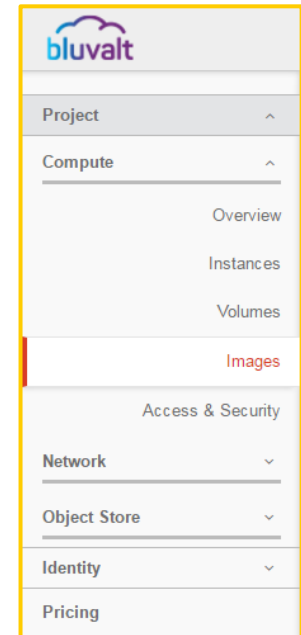 bluvalt
Project
Compute
Overview
Instances
Volumes
Images
Access & Security
Network
Object Store
Identity
Pricing